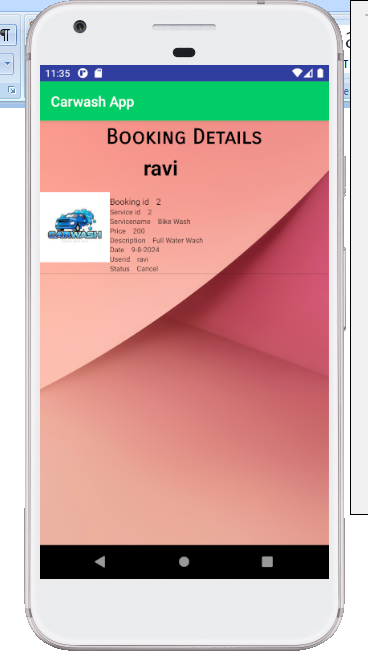 11:35
Carwash App
BOOKING DETAILS
ravi
CARWASH
Booking id 2
Service id 2
Servicename Bike Wash
Price 200
Description Full Water Wash
Date 9-8-2024
Userid ravi
Status Cancel